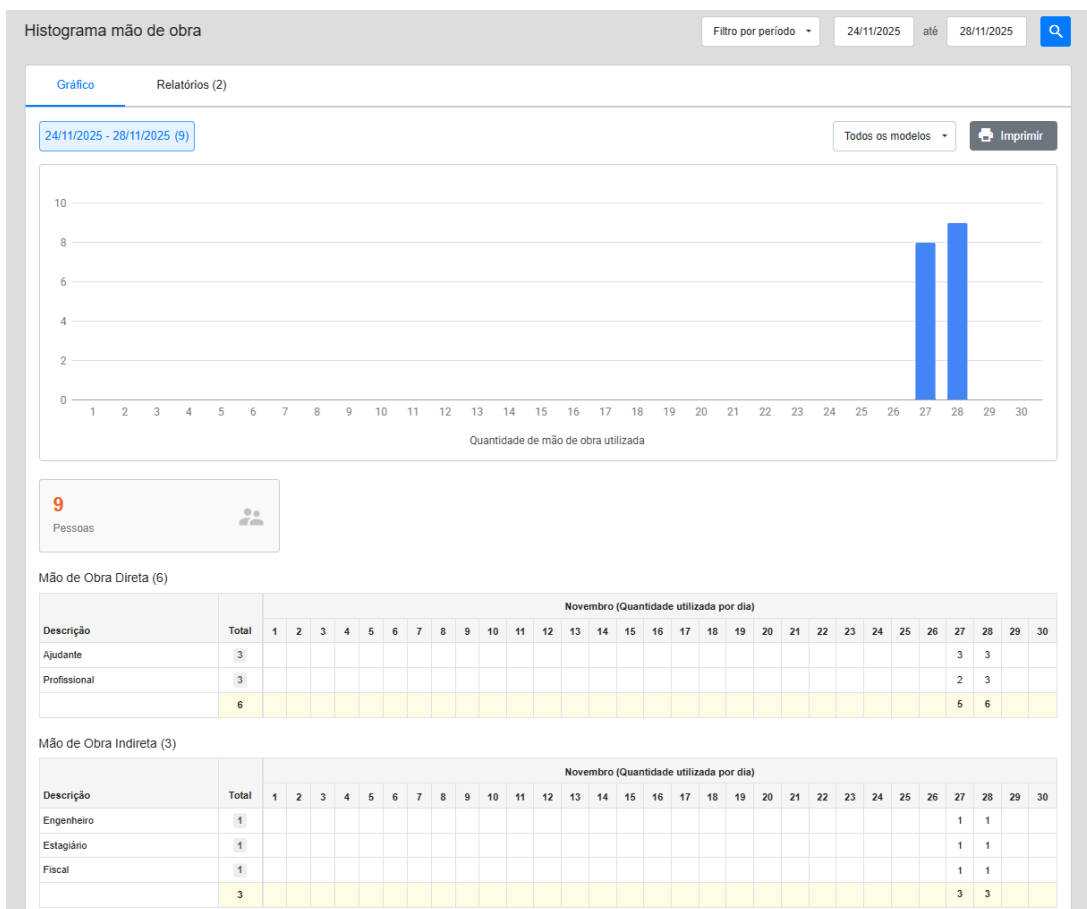 Histograma mão de obra
Filtro por período
24/11/2025 até 28/11/2025
Gráfico Relatórios (2)
24/11/2025 - 28/11/2025 (9)
Todos os modelos
Imprimir
10
8
6
4
2
0
1 2 3 4 5 6 7 8 9 10 11 12 13 14 15 16 17 18 19 20 21 22 23 24 25 26 27 28 29 30
Quantidade de mão de obra utilizada
9
Pessoas
Mão de Obra Direta (6)
Novembro (Quantidade utilizada por dia)
Descrição Total 1 2 3 4 5 6 7 8 9 10 11 12 13 14 15 16 17 18 19 20 21 22 23 24 25 26 27 28 29 30
Ajudante 3 3 3
Profissional 3 2 3
6 5 6
Mão de Obra Indireta (3)
Novembro (Quantidade utilizada por dia)
Descrição Total 1 2 3 4 5 6 7 8 9 10 11 12 13 14 15 16 17 18 19 20 21 22 23 24 25 26 27 28 29 30
Engenheiro 1 1 1
Estagiário 1 1 1
Fiscal 1 1 1
3 3 3